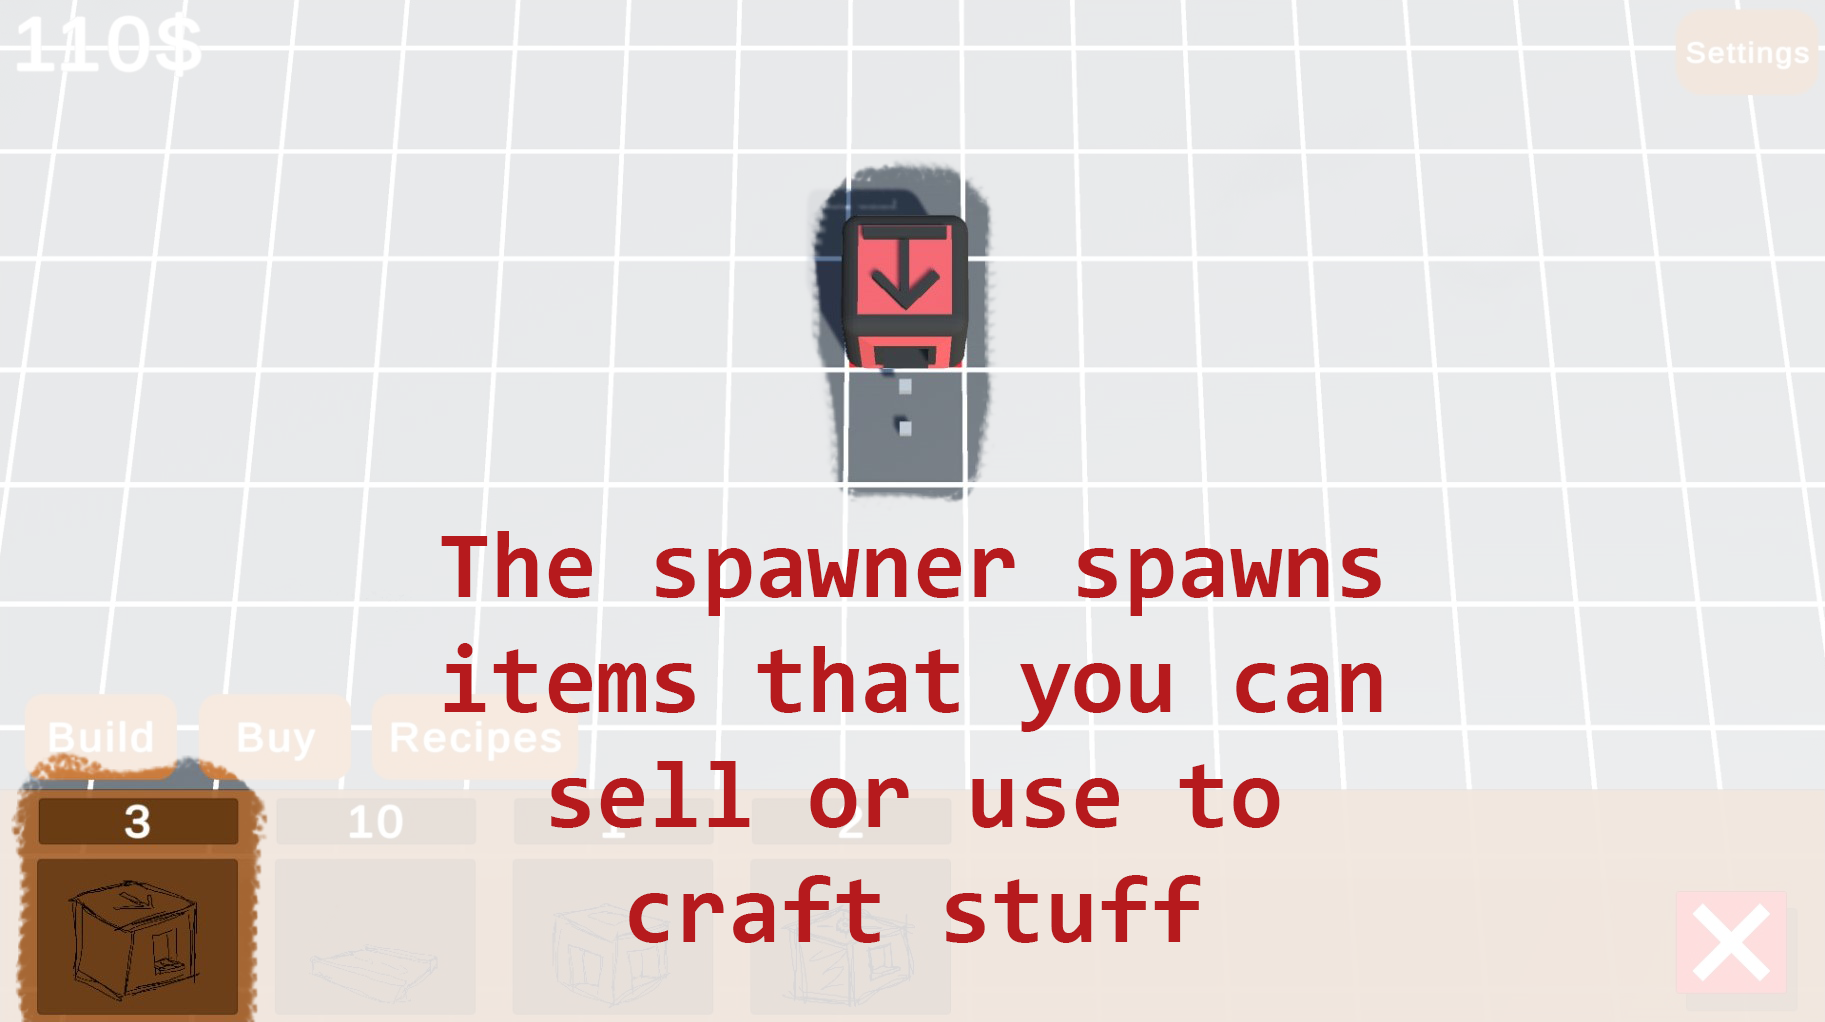 110$
Settings
The spawner spawns
items that you can
Build Buy Recipes
sell or use to
3 10 1 2
craft stuff